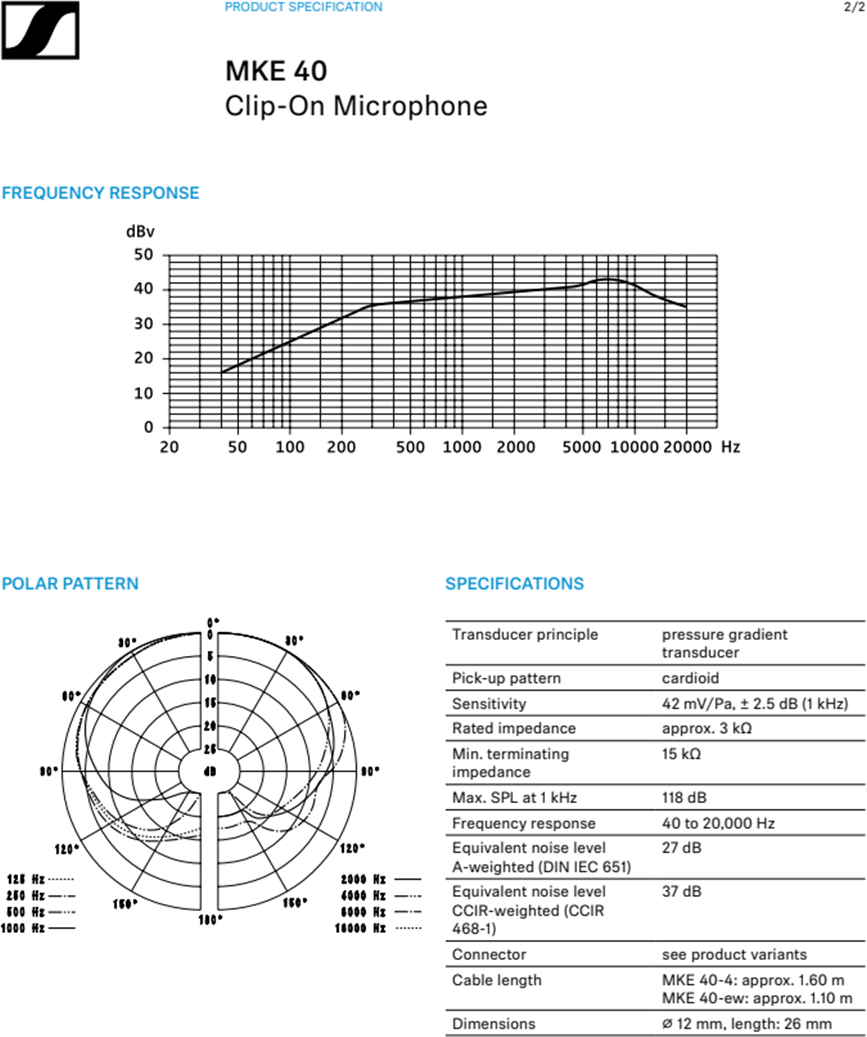 PRODUCT SPECIFICATION
2/2
MKE 40
Clip-On Microphone
FREQUENCY RESPONSE
dBv
50
40
30
20
10
0
20 50 100 200 500 1000 2000 5000 10000 20000 Hz
POLAR PATTERN
0°
0
30° 30°
5
10
60° 60°
15
20
25
90° dB 90°
120° 120°
150° 150°
180°
125 Hz
250 Hz
500 Hz
1000 Hz
2000 Hz
4000 Hz
8000 Hz
16000 Hz
SPECIFICATIONS
Transducer principle pressure gradient
transducer
Pick-up pattern cardioid
Sensitivity 42 mV/Pa, ± 2.5 dB (1 kHz)
Rated impedance approx. 3 kΩ
Min. terminating 15 kΩ
impedance
Max. SPL at 1 kHz 118 dB
Frequency response 40 to 20,000 Hz
Equivalent noise level 27 dB
A-weighted (DIN IEC 651)
Equivalent noise level 37 dB
CCIR-weighted (CCIR
468-1)
Connector see product variants
Cable length MKE 40-4: approx. 1.60 m
MKE 40-ew: approx. 1.10 m
Dimensions ⌀ 12 mm, length: 26 mm